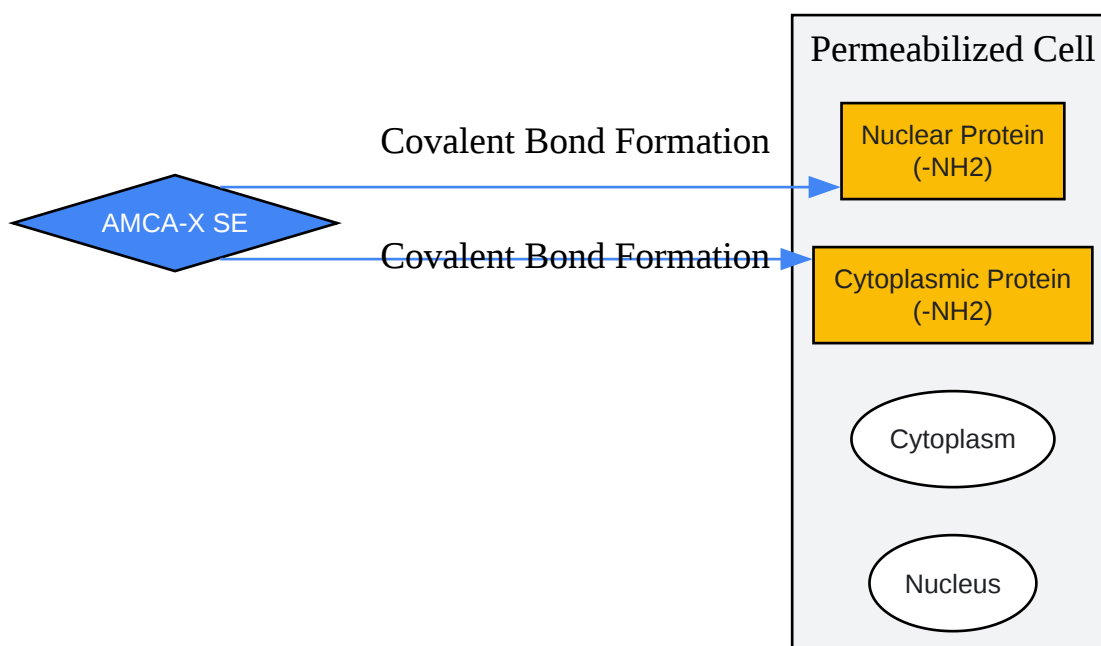 Permeabilized Cell
Covalent Bond Formation
Nuclear Protein
(-NH2)
AMCA-X SE
Covalent Bond Formation
Cytoplasmic Protein
(-NH2)
Cytoplasm
Nucleus